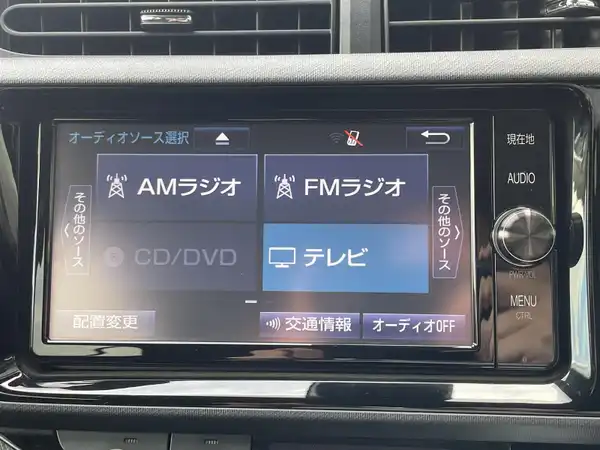 オーディオソース選択
現在地
AMラジオ
FMラジオ
AUDIO
その他のソース
その他のソース
CD/DVD
テレビ
PWR/VOL
MENU
CTRL
配置変更
交通情報
オーディオOFF